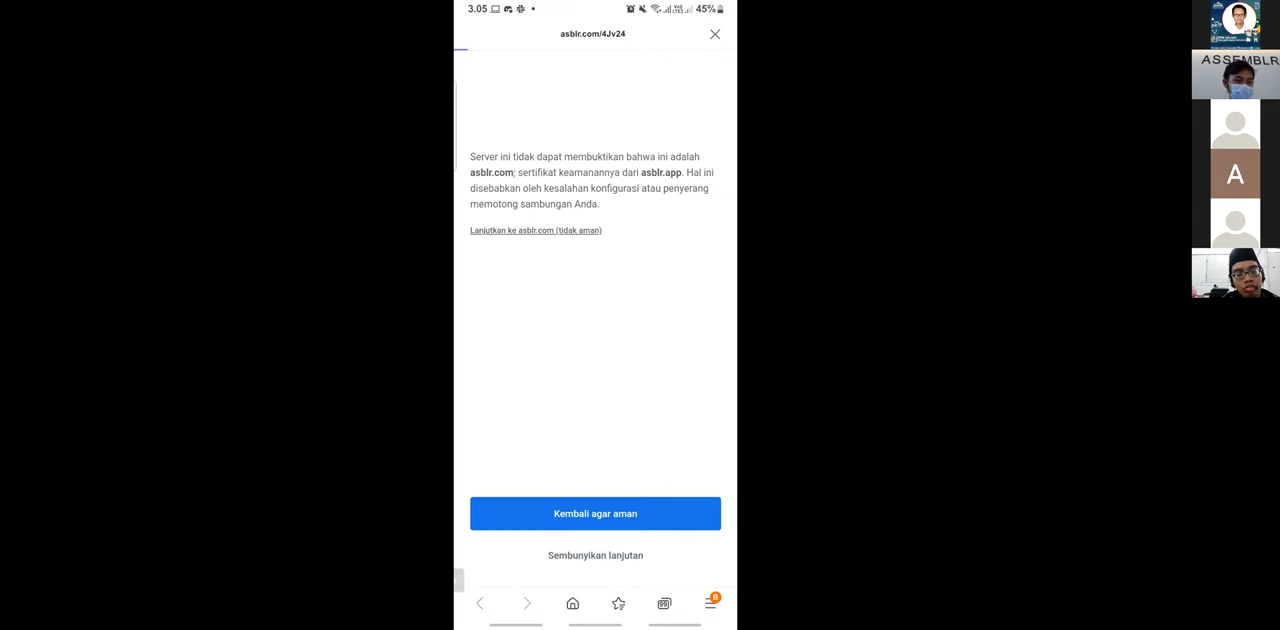 3.05
45%
asblr.com/4Jv24
ASSEMBLR
Server ini tidak dapat membuktikan bahwa ini adalah
asblr.com; sertifikat keamanannya dari asblr.app. Hal ini
disebabkan oleh kesalahan konfigurasi atau penyerang
memotong sambungan Anda.
A
Lanjutkan ke asblr.com (tidak aman)
Kembali agar aman
Sembunyikan lanjutan